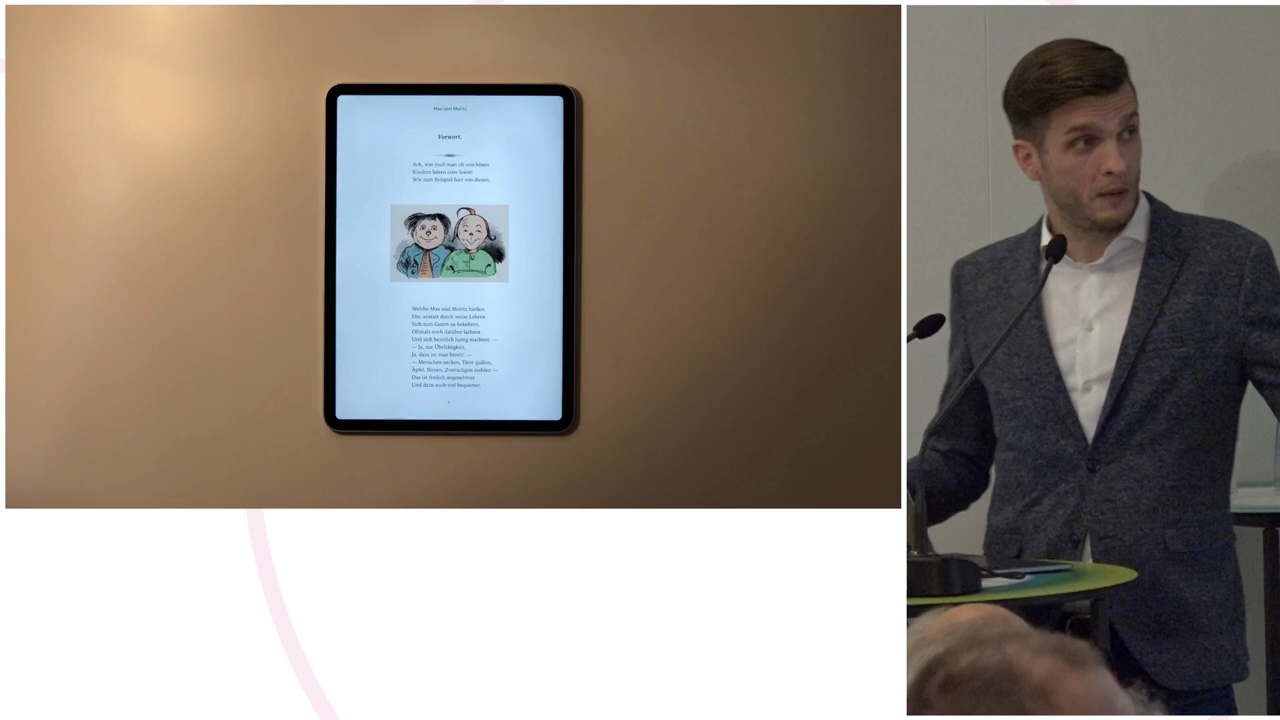 Max und Moritz
Vorwort.
Ach, was muß man oft von bösen
Kindern hören oder lesen!
Wie zum Beispiel hier von diesen,
Welche Max und Moritz hießen.
Die, anstatt durch weise Lehren
Sich zum Guten zu bekehren,
Oftmals noch darüber lachten
Und sich heimlich lustig machten. —
— Ja, zur Übeltätigkeit,
Ja, dazu ist man bereit! —
— Menschen necken, Tiere quälen,
Äpfel, Birnen, Zwetschgen stehlen —
Das ist freilich angenehmer
Und dazu auch viel bequemer,